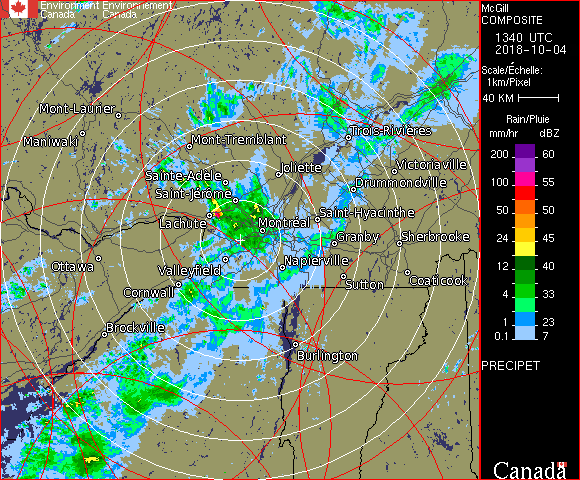 Environment Environnement
Canada Canada
McGill
COMPOSITE
1340 UTC
2018-10-04
Scale/Échelle:
1km/Pixel
40 KM
Rain/Pluie
mm/hr dBZ
200 60
100 55
50 50
24 45
12 40
8 37
4 33
1 23
0.1 7
PRECIPET
Canada
Mont-Laurier
Maniwaki
Mont-Tremblant
Trois-Rivières
Joliette
Victoriaville
Sainte-Adèle
Drummondville
Saint-Jérôme
Lachute
Saint-Hyacinthe
Montréal
Granby
Sherbrooke
Ottawa
Valleyfield
Napierville
Cornwall
Sutton
Coaticook
Brockville
Burlington